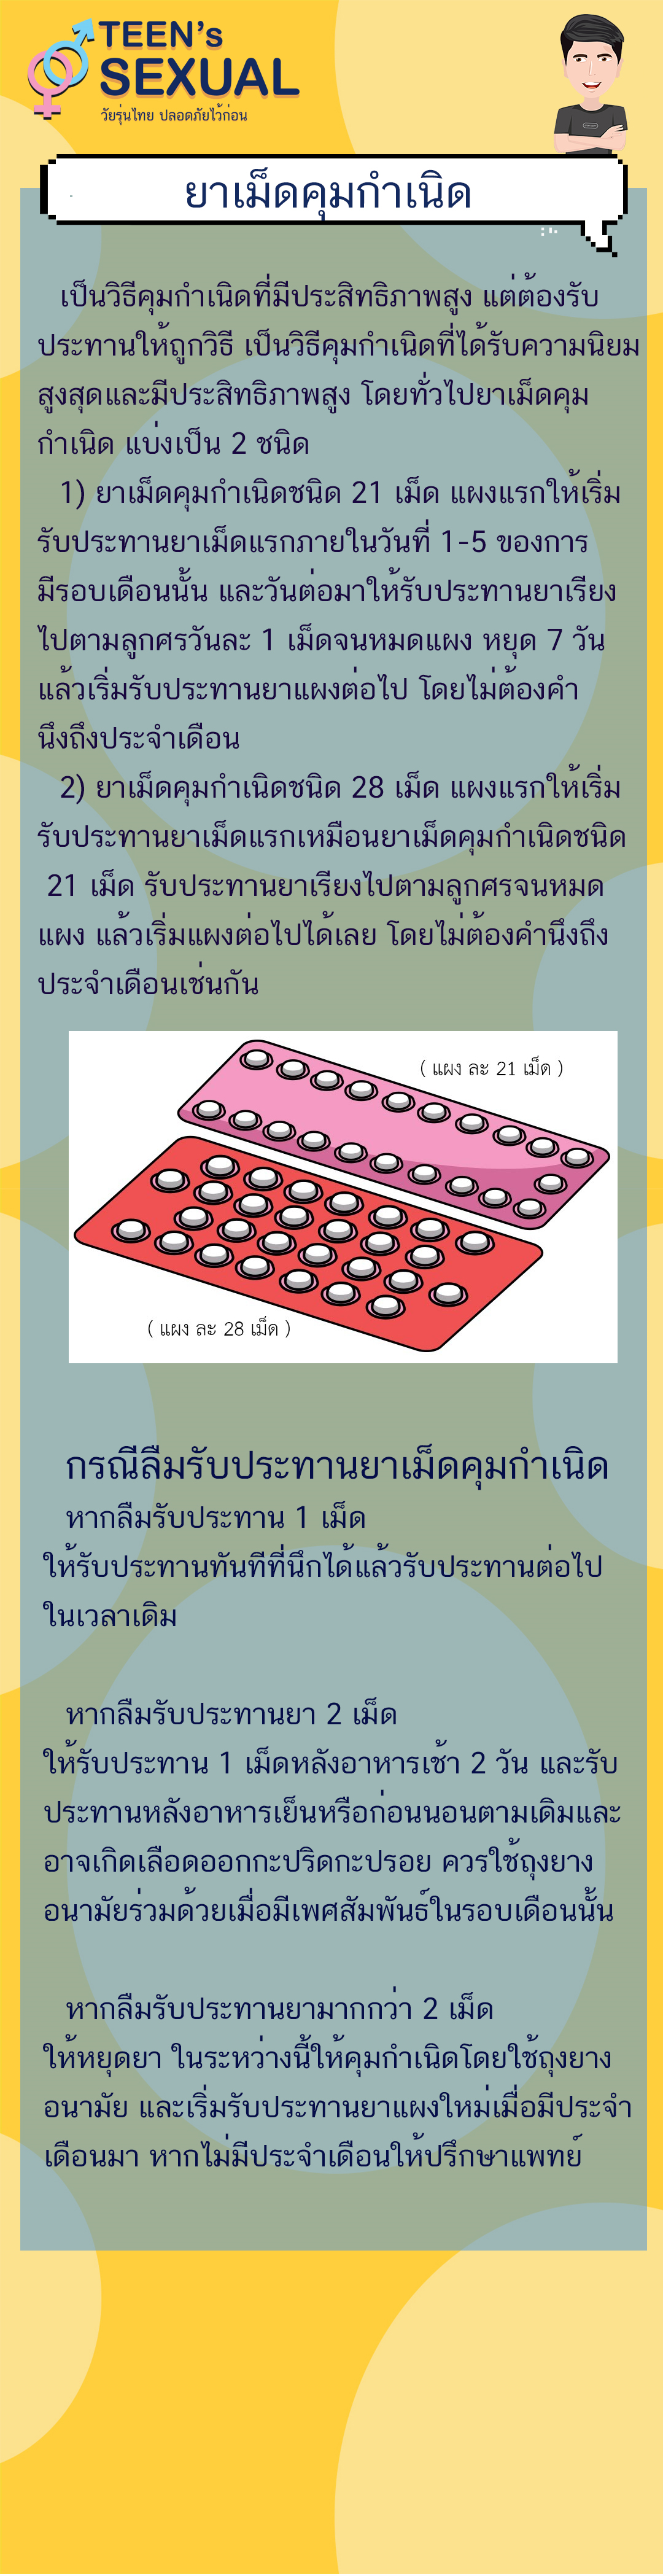 TEEN's
SEXUAL
วัยรุ่นไทย ปลอดภัยไว้ก่อน
ยาเม็ดคุมกำเนิด
เป็นวิธีคุมกำเนิดที่มีประสิทธิภาพสูง แต่ต้องรับ
ประทานให้ถูกวิธี เป็นวิธีคุมกำเนิดที่ได้รับความนิยม
สูงสุดและมีประสิทธิภาพสูง โดยทั่วไปยาเม็ดคุม
กำเนิด แบ่งเป็น 2 ชนิด
1) ยาเม็ดคุมกำเนิดชนิด 21 เม็ด แผงแรกให้เริ่ม
รับประทานยาเม็ดแรกภายในวันที่ 1-5 ของการ
มีรอบเดือนนั้น และวันต่อมาให้รับประทานยาเรียง
ไปตามลูกศรวันละ 1 เม็ดจนหมดแผง หยุด 7 วัน
แล้วเริ่มรับประทานยาแผงต่อไป โดยไม่ต้องคำ
นึงถึงประจำเดือน
2) ยาเม็ดคุมกำเนิดชนิด 28 เม็ด แผงแรกให้เริ่ม
รับประทานยาเม็ดแรกเหมือนยาเม็ดคุมกำเนิดชนิด
21 เม็ด รับประทานยาเรียงไปตามลูกศรจนหมด
แผง แล้วเริ่มแผงต่อไปได้เลย โดยไม่ต้องคำนึงถึง
ประจำเดือนเช่นกัน
( แผง ละ 21 เม็ด )
( แผง ละ 28 เม็ด )
กรณีลืมรับประทานยาเม็ดคุมกำเนิด
หากลืมรับประทาน 1 เม็ด
ให้รับประทานทันทีที่นึกได้แล้วรับประทานต่อไป
ในเวลาเดิม
หากลืมรับประทานยา 2 เม็ด
ให้รับประทาน 1 เม็ดหลังอาหารเช้า 2 วัน และรับ
ประทานหลังอาหารเย็นหรือก่อนนอนตามเดิมและ
อาจเกิดเลือดออกกะปริดกะปรอย ควรใช้ถุงยาง
อนามัยร่วมด้วยเมื่อมีเพศสัมพันธ์ในรอบเดือนนั้น
หากลืมรับประทานยามากกว่า 2 เม็ด
ให้หยุดยา ในระหว่างนี้ให้คุมกำเนิดโดยใช้ถุงยาง
อนามัย และเริ่มรับประทานยาแผงใหม่เมื่อมีประจำ
เดือนมา หากไม่มีประจำเดือนให้ปรึกษาแพทย์